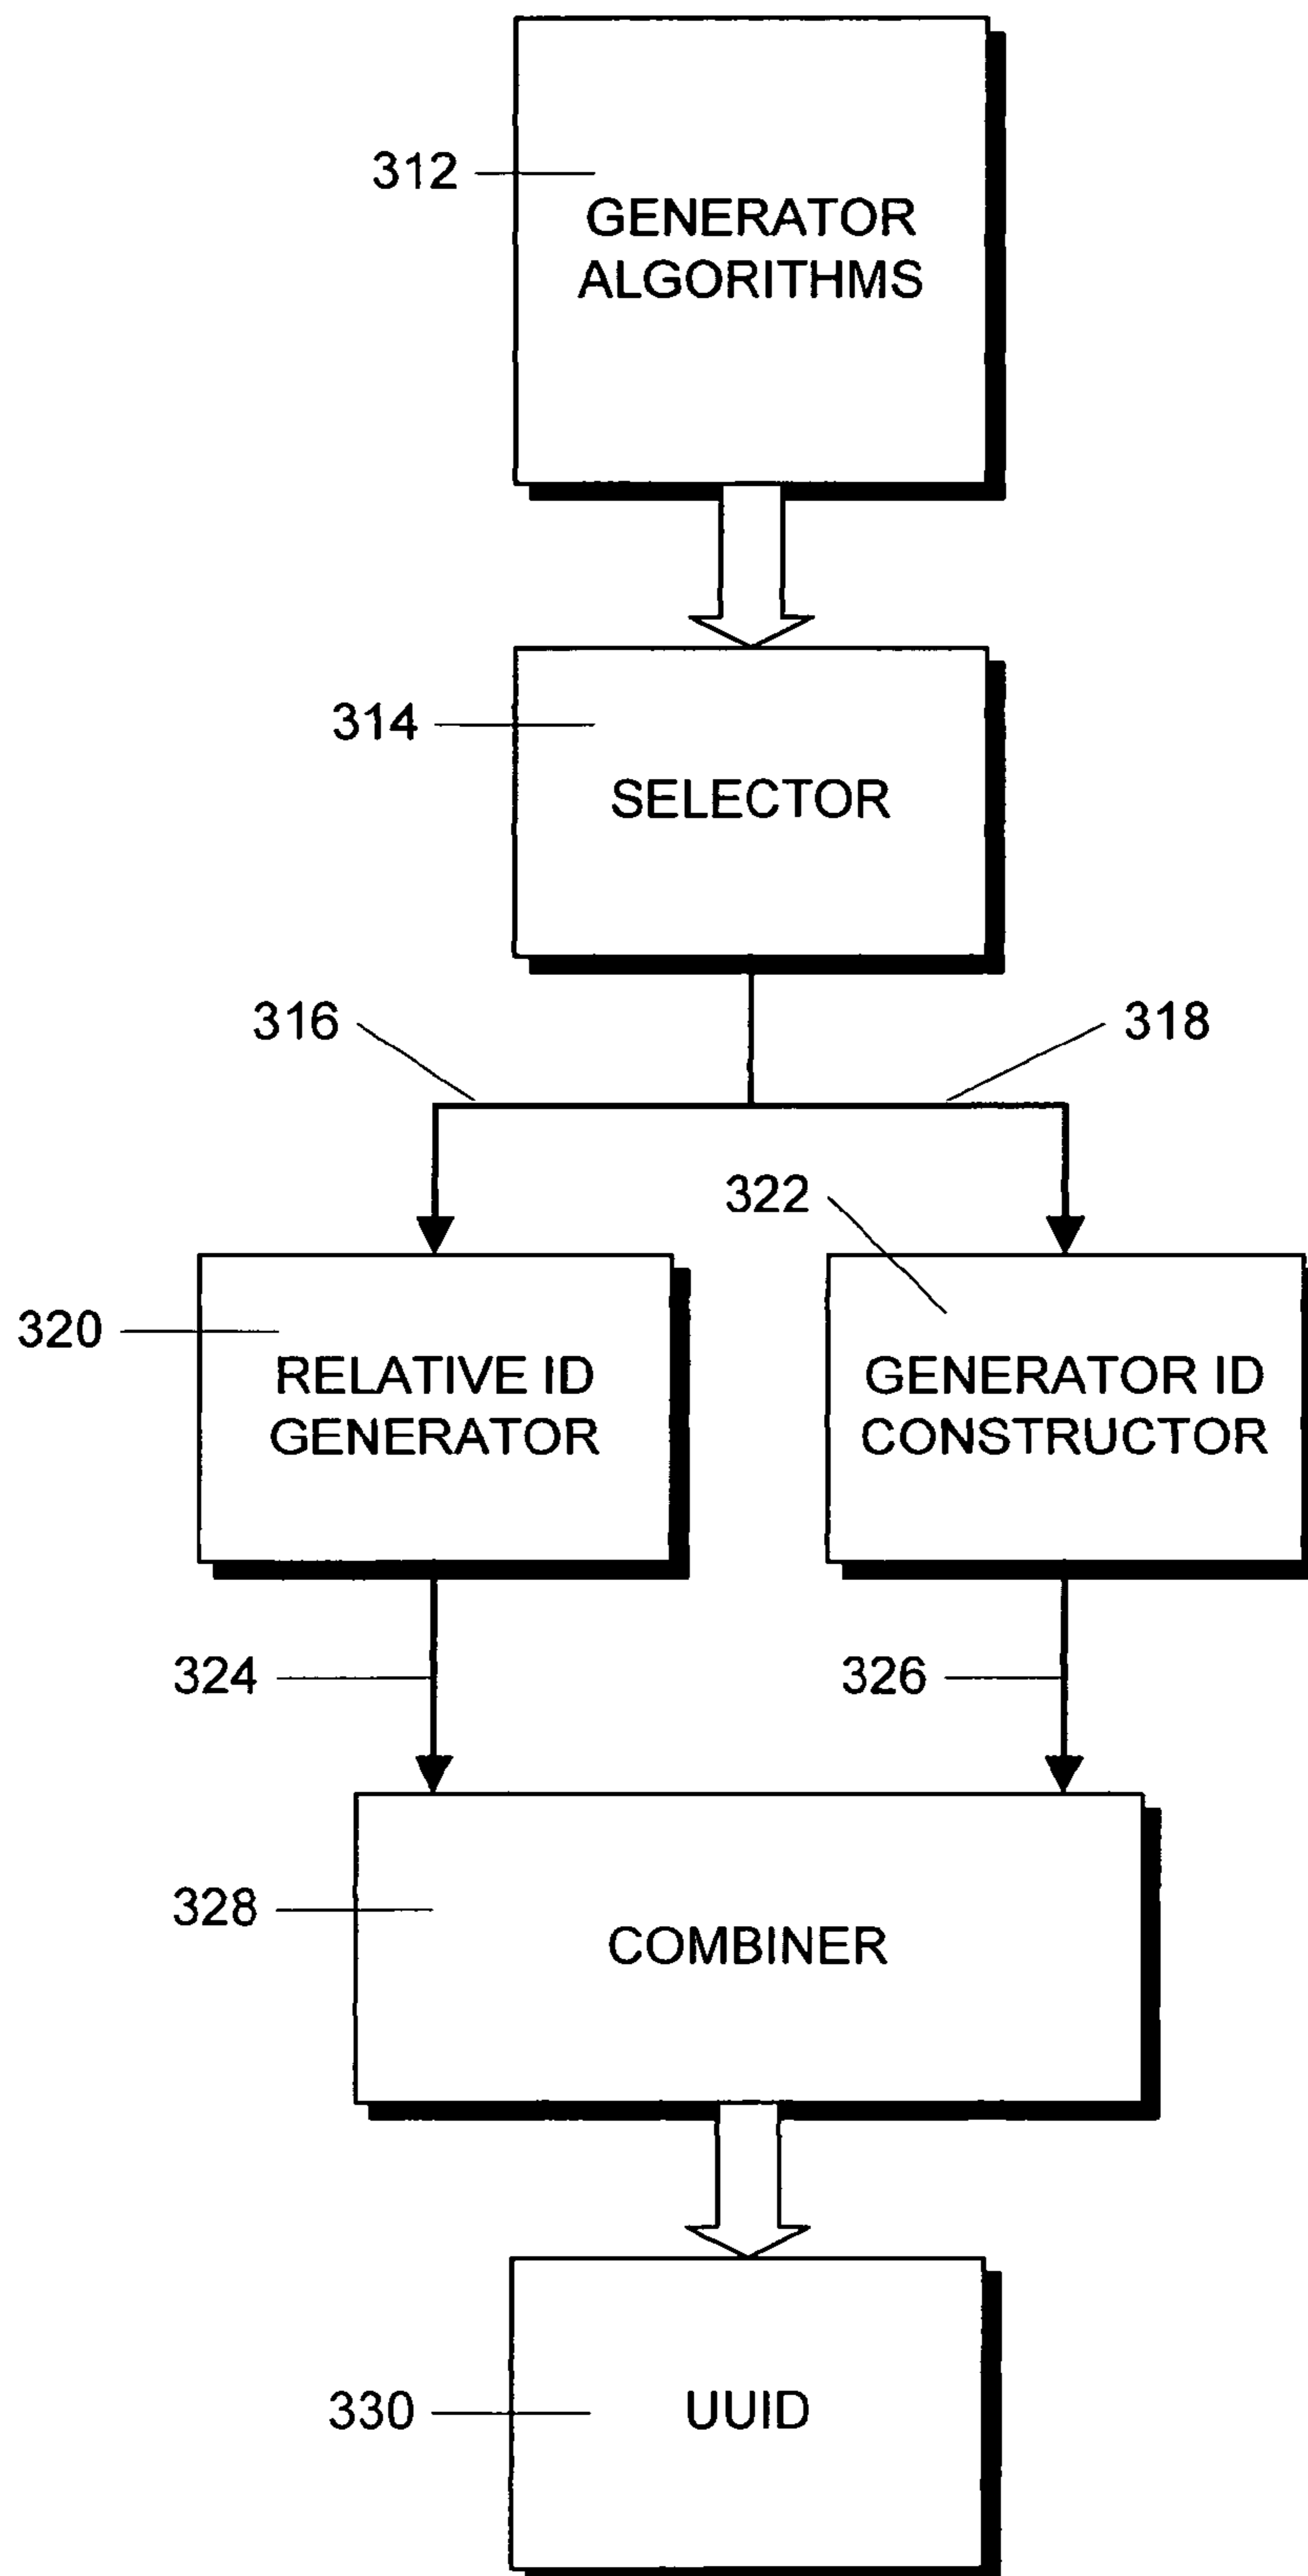 312
GENERATOR
ALGORITHMS
314
SELECTOR
316
318
322
320
RELATIVE ID
GENERATOR
GENERATOR ID
CONSTRUCTOR
324
326
328
COMBINER
330
UUID